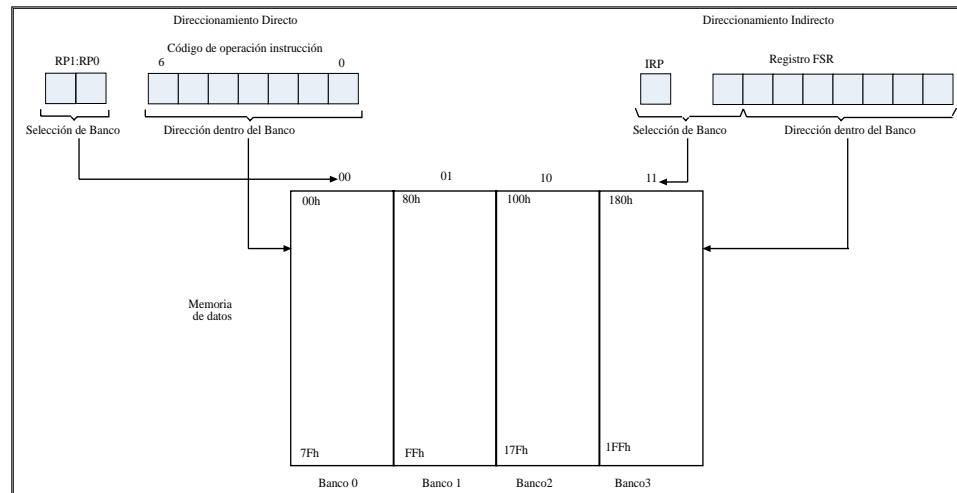 Direccionamiento Directo
Direccionamiento Indirecto
Código de operación instrucción
RP1:RP0
6
0
IRP
Registro FSR
Selección de Banco
Dirección dentro del Banco
Selección de Banco
Dirección dentro del Banco
00
01
10
11
00h
80h
100h
180h
Memoria
de datos
7Fh
FFh
17Fh
1FFh
Banco 0
Banco 1
Banco2
Banco3